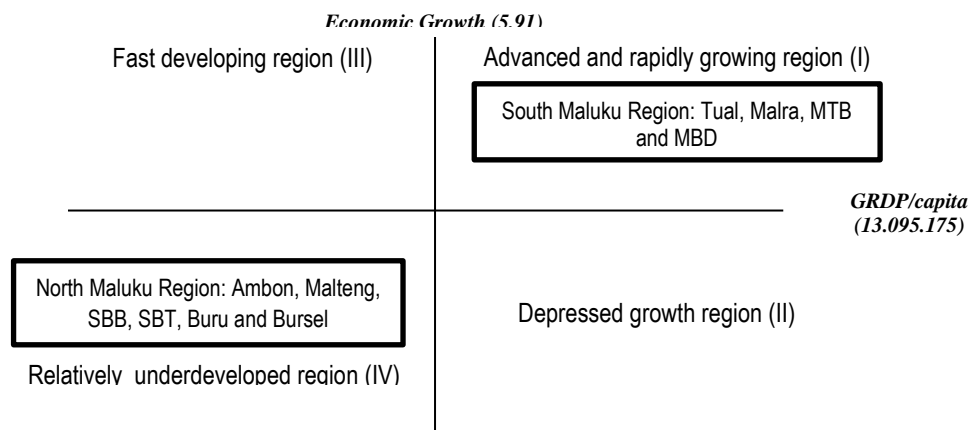 Economic Growth (5.91)
Fast developing region (III)
Advanced and rapidly growing region (I)
South Maluku Region: Tual, Malra, MTB
and MBD
GRDP/capita
(13.095.175)
North Maluku Region: Ambon, Malteng,
SBB, SBT, Buru and Bursel
Depressed growth region (II)
Relatively underdeveloped region (IV)